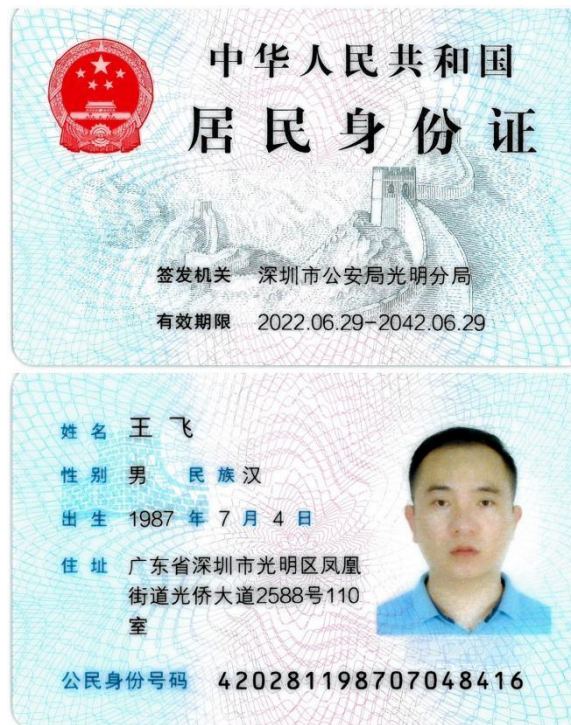 中华人民共和国
居民身份证
签发机关 深圳市公安局光明分局
有效期限 2022.06.29-2042.06.29
姓名 王飞
性别 男 民族 汉
出生 1987 年 7 月 4 日
住址 广东省深圳市光明区凤凰
街道光侨大道2588号110
室
公民身份号码 420281198707048416